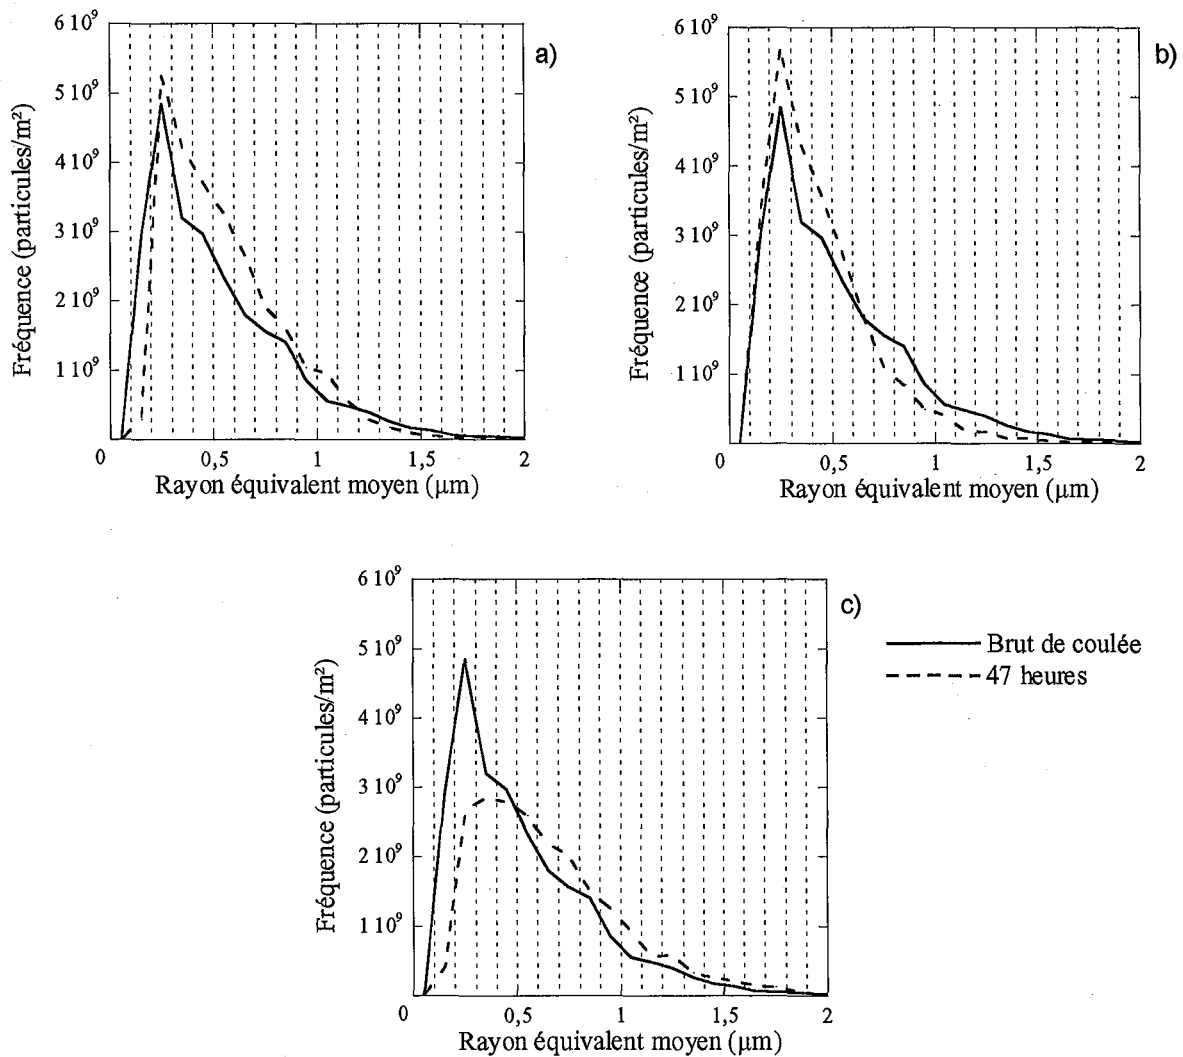 a)
Fréquence (particules/m²)
6 10⁹
5 10⁹
4 10⁹
3 10⁹
2 10⁹
1 10⁹
0 0,5 1 1,5 2
Rayon équivalent moyen (µm)
b)
Fréquence (particules/m²)
6 10⁹
5 10⁹
4 10⁹
3 10⁹
2 10⁹
1 10⁹
0 0,5 1 1,5 2
Rayon équivalent moyen (µm)
c)
Fréquence (particules/m²)
6 10⁹
5 10⁹
4 10⁹
3 10⁹
2 10⁹
1 10⁹
0 0,5 1 1,5 2
Rayon équivalent moyen (µm)
Brut de coulée
47 heures